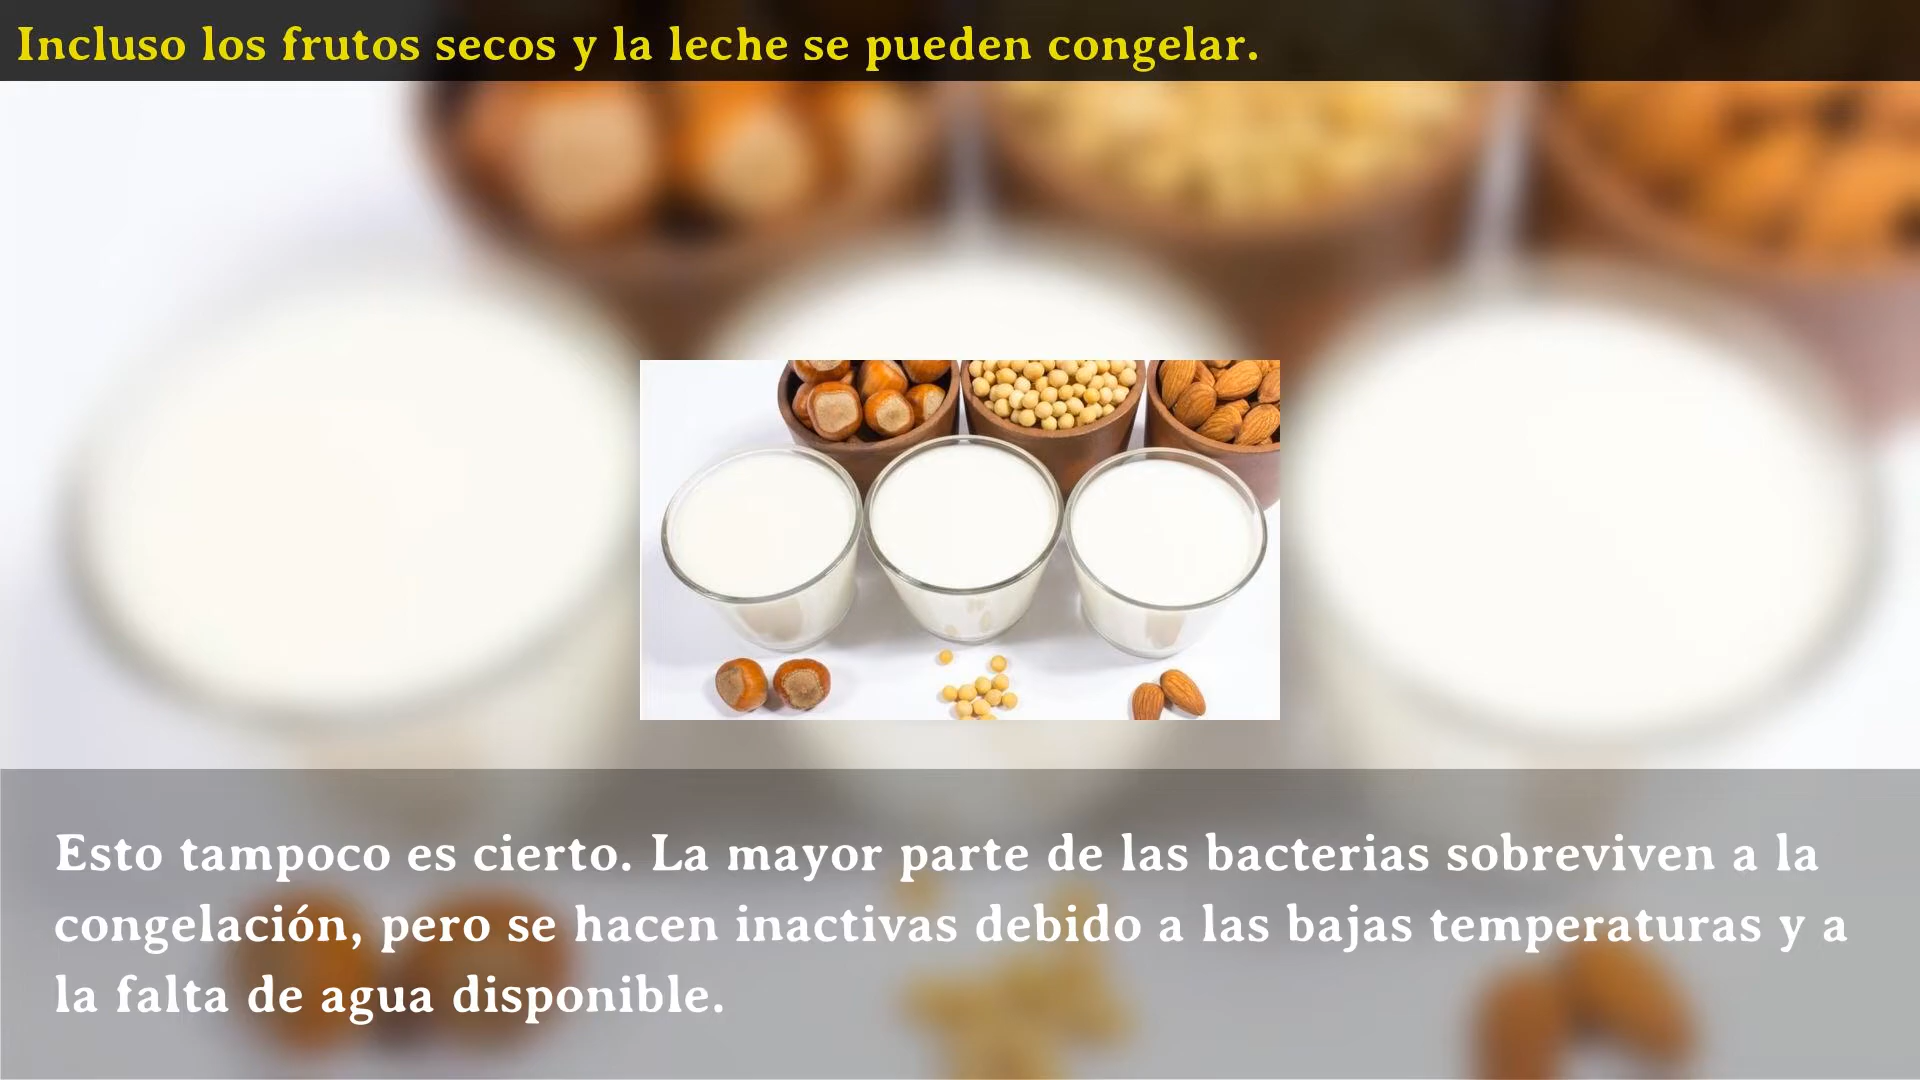 Incluso los frutos secos y la leche se pueden congelar.
Esto tampoco es cierto. La mayor parte de las bacterias sobreviven a la
congelación, pero se hacen inactivas debido a las bajas temperaturas y a
la falta de agua disponible.